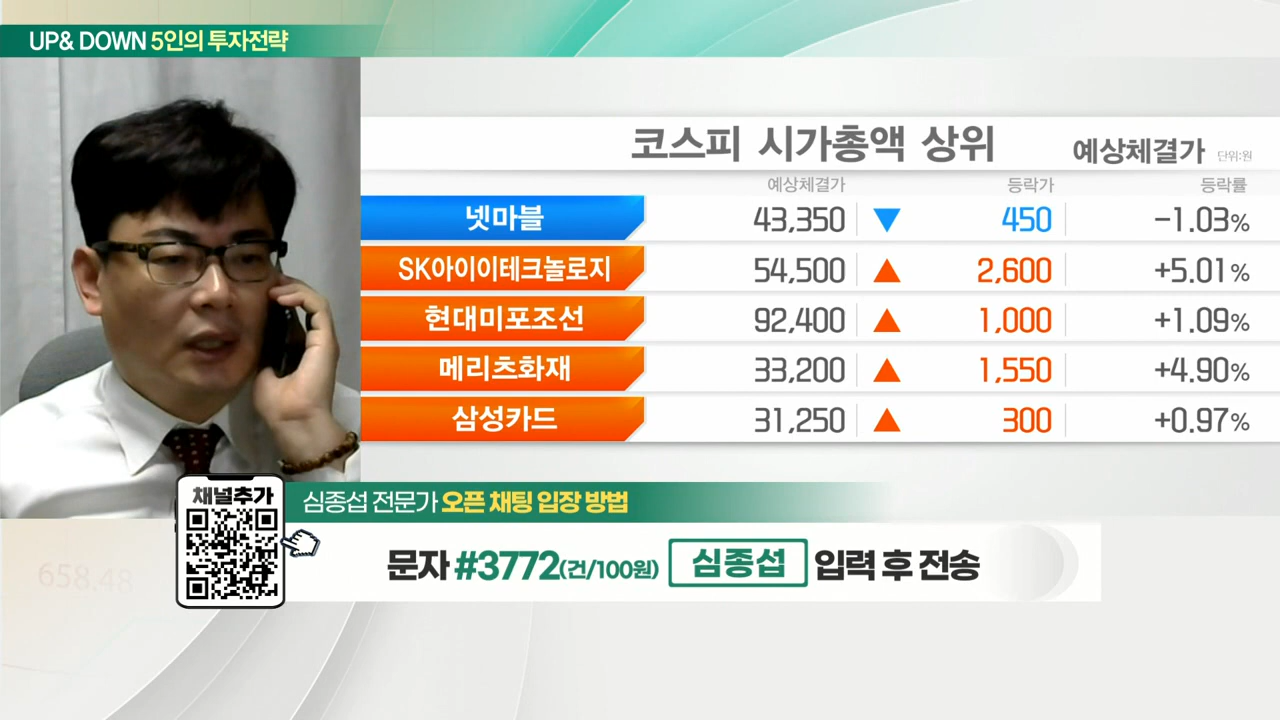 UP& DOWN 5인의 투자전략
코스피 시가총액 상위 예상체결가 단위:원
예상체결가 등락가 등락률
넷마블 43,350 ▼ 450 -1.03%
SK아이이테크놀로지 54,500 ▲ 2,600 +5.01%
현대미포조선 92,400 ▲ 1,000 +1.09%
메리츠화재 33,200 ▲ 1,550 +4.90%
삼성카드 31,250 ▲ 300 +0.97%
채널추가
심종섭 전문가 오픈 채팅 입장 방법
문자 #3772(건/100원) 심종섭 입력 후 전송
658.48